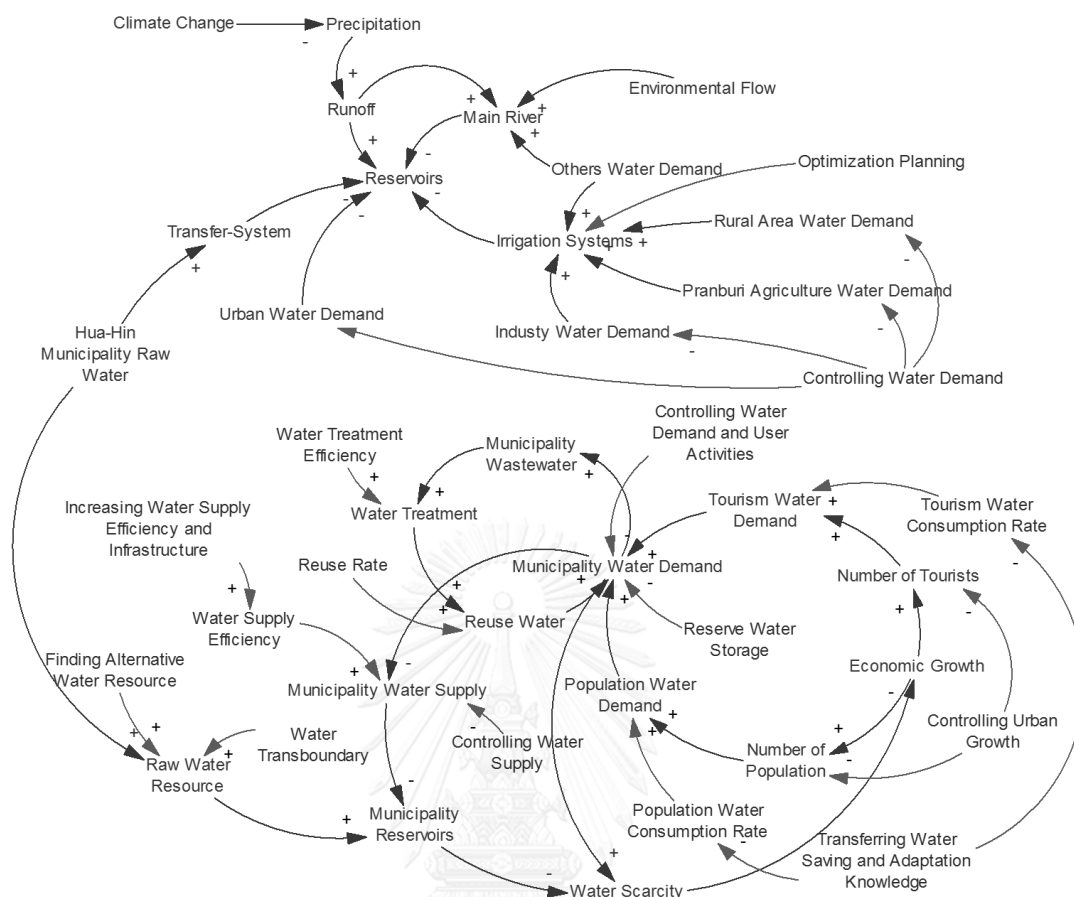 Climate Change
Precipitation
Runoff
Main River
Environmental Flow
Others Water Demand
Optimization Planning
Reservoirs
Transfer-System
Irrigation Systems
Rural Area Water Demand
Pranburi Agriculture Water Demand
Urban Water Demand
Industy Water Demand
Hua-Hin
Municipality Raw
Water
Controlling Water Demand
Controlling Water
Demand and User
Activities
Water Treatment
Efficiency
Municipality
Wastewater
Increasing Water Supply
Efficiency and
Infrastructure
Water Treatment
Tourism Water
Demand
Tourism Water
Consumption Rate
Reuse Rate
Municipality Water Demand
Number of Tourists
Water Supply
Efficiency
Reuse Water
Reserve Water
Storage
Finding Alternative
Water Resource
Municipality Water Supply
Population Water
Demand
Economic Growth
Water
Transboundary
Controlling Water
Supply
Number of
Population
Controlling Urban
Growth
Raw Water
Resource
Municipality
Reservoirs
Population Water
Consumption Rate
Transferring Water
Saving and Adaptation
Knowledge
Water Scarcity